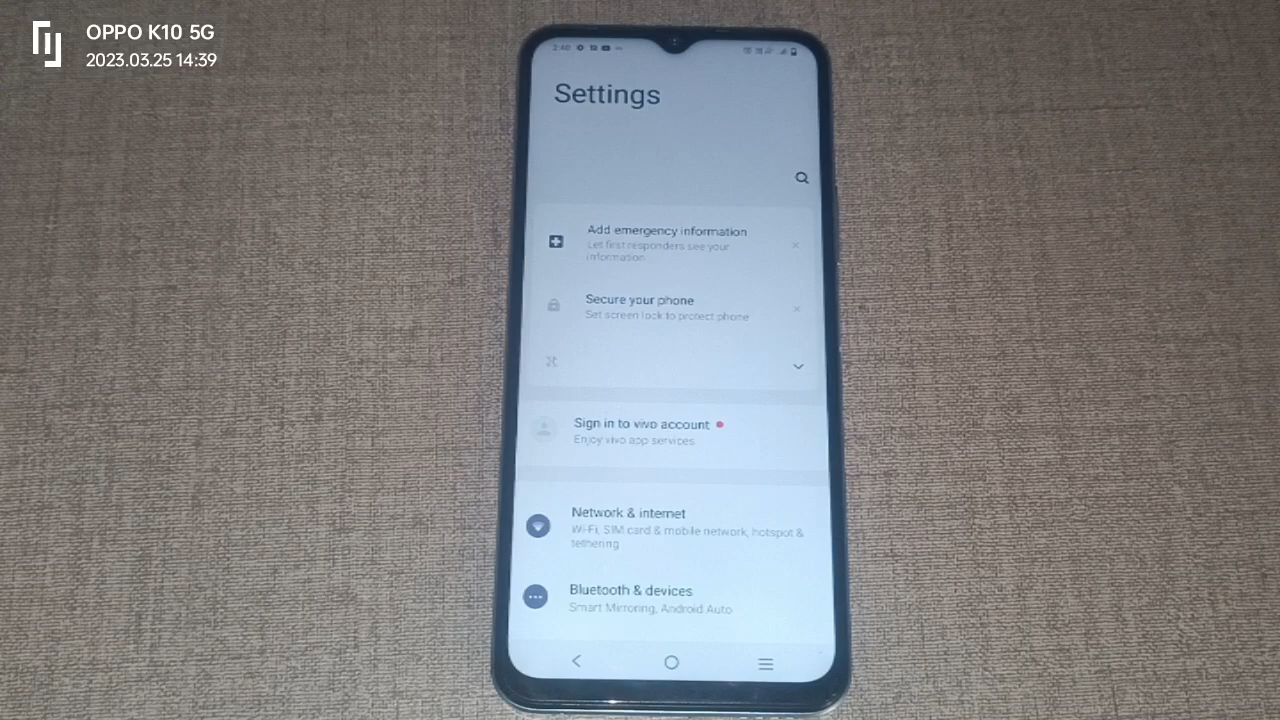 OPPO K10 5G
2023.03.25 14:39
2:40
Settings
Add emergency information
Let first responders see your
information
Secure your phone
Set screen lock to protect phone
Sign in to vivo account
Enjoy vivo app services
Network & internet
Wi-Fi, SIM card & mobile network, hotspot &
tethering
Bluetooth & devices
Smart Mirroring, Android Auto